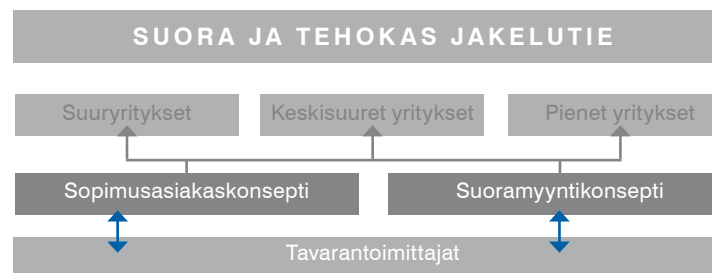 SUORA JA TEHOKAS JAKELUTIE
Suuryritykset Keskisuuret yritykset Pienet yritykset
Sopimusasiakaskonsepti Suoramyyntikonsepti
Tavarantoimittajat